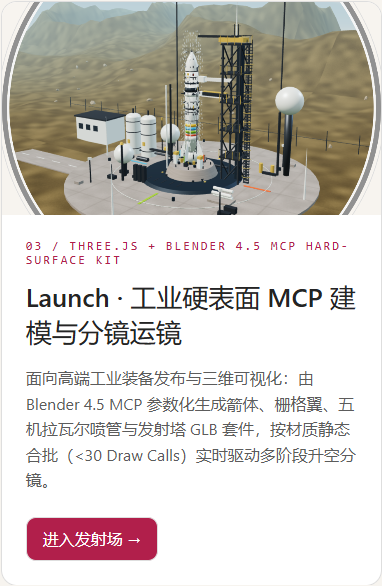 03 / THREE.JS + BLENDER 4.5 MCP HARD-
SURFACE KIT
Launch · 工业硬表面 MCP 建
模与分镜运镜
面向高端工业装备发布与三维可视化：由
Blender 4.5 MCP 参数化生成箭体、栅格翼、五
机拉瓦尔喷管与发射塔 GLB 套件，按材质静态
合批（<30 Draw Calls）实时驱动多阶段升空分
镜。
进入发射场 →